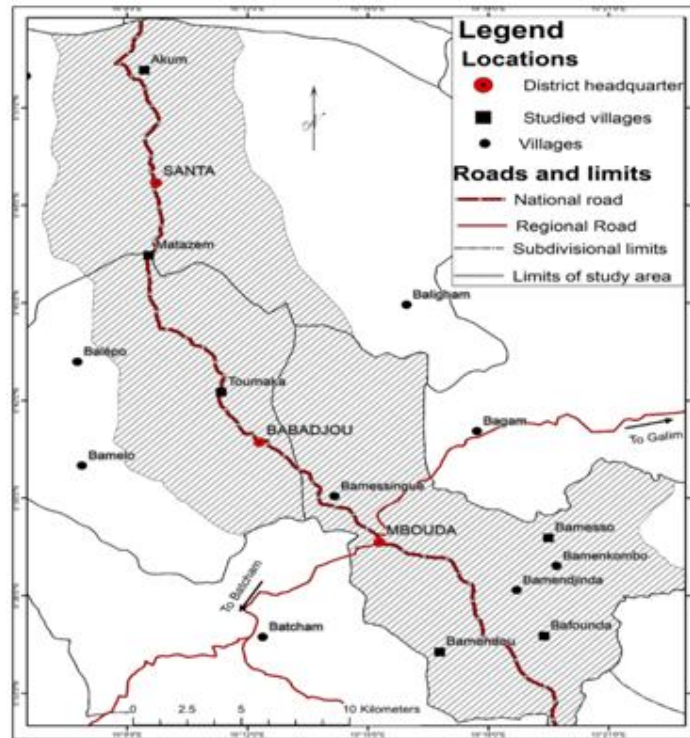 Legend
Locations
District headquarter
Studied villages
Villages
Roads and limits
National road
Regional Road
Subdivisional limits
Limits of study area
Akum
SANTA
Matazem
Baligham
Balepo
Toumaka
Bagam
BABADJOU
To Galim
Bamelo
Bamessingue
MBOUDA
Bamesso
Bamenkombo
Bamendjinda
To Batcham
Batcham
Bafounda
Bamendou
0 2.5 5 10 Kilometers